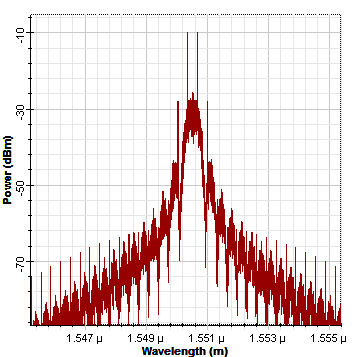 -10
-30
-50
-70
Power (dBm)
1.547 µ 1.549 µ 1.551 µ 1.553 µ 1.555 µ
Wavelength (m)